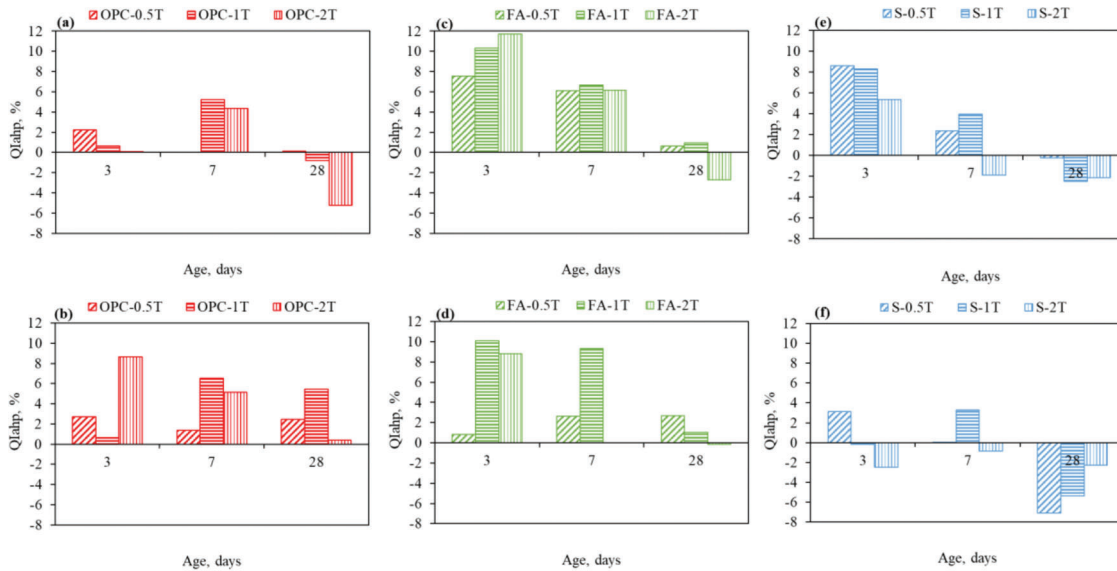 (a) OPC-0.5T OPC-1T OPC-2T
12
10
8
6
4
2
0
-2
-4
-6
-8
QIahp, %
3 7 28
Age, days
(c) FA-0.5T FA-1T FA-2T
12
10
8
6
4
2
0
-2
-4
-6
-8
QIahp, %
3 7 28
Age, days
(e) S-0.5T S-1T S-2T
12
10
8
6
4
2
0
-2
-4
-6
-8
QIahp, %
3 7 28
Age, days
(b) OPC-0.5T OPC-1T OPC-2T
12
10
8
6
4
2
0
-2
-4
-6
-8
QIahp, %
3 7 28
Age, days
(d) FA-0.5T FA-1T FA-2T
12
10
8
6
4
2
0
-2
-4
-6
-8
QIahp, %
3 7 28
Age, days
(f) S-0.5T S-1T S-2T
12
10
8
6
4
2
0
-2
-4
-6
-8
QIahp, %
3 7 28
Age, days